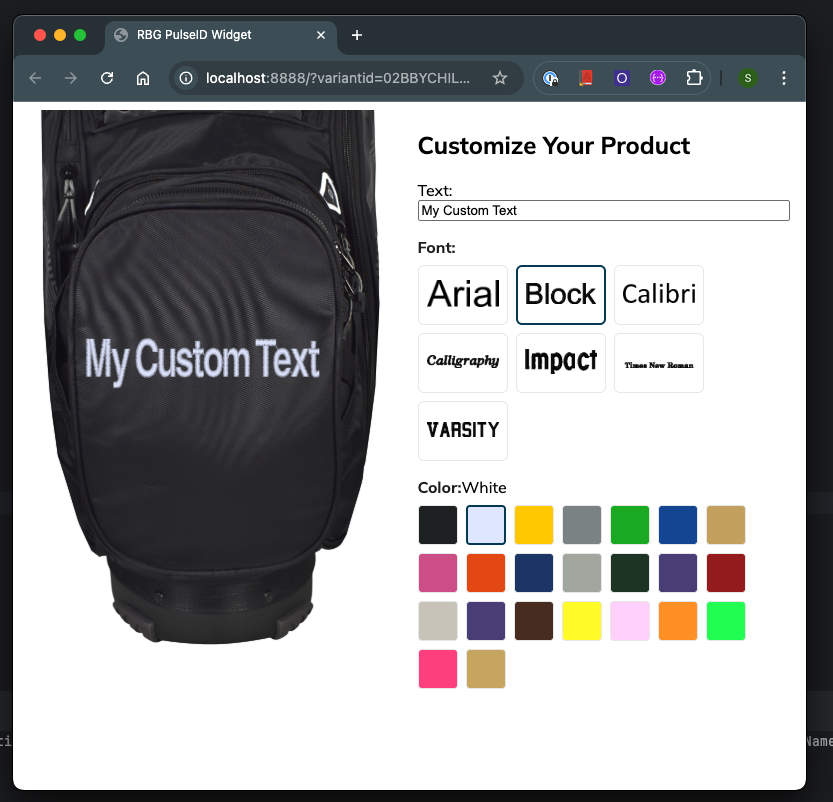 RBG PulseID Widget
localhost:8888/?variantid=02BBYCHIL...
S
Customize Your Product
Text:
My Custom Text
Font:
Arial
Block
Calibri
Calligraphy
Impact
Times New Roman
VARSITY
Color:White
My Custom Text
Name